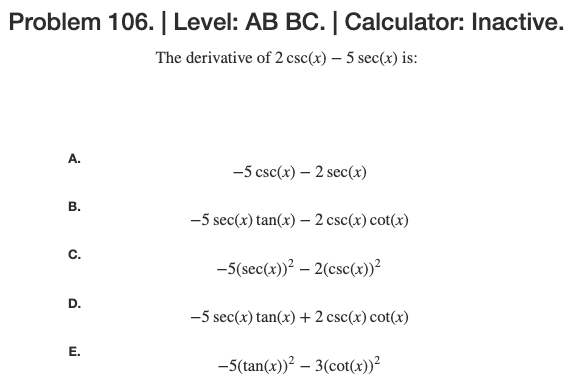 Problem 106. | Level: AB BC. | Calculator: Inactive.
The derivative of 2 csc(x) − 5 sec(x) is:
A.
−5 csc(x) − 2 sec(x)
B.
−5 sec(x) tan(x) − 2 csc(x) cot(x)
C.
−5(sec(x))² − 2(csc(x))²
D.
−5 sec(x) tan(x) + 2 csc(x) cot(x)
E.
−5(tan(x))² − 3(cot(x))²